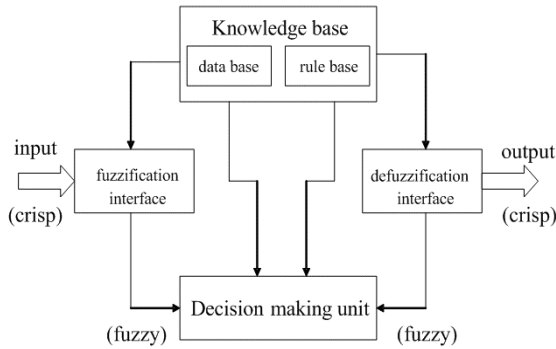 Knowledge base
data base
rule base
input
(crisp)
fuzzification
interface
defuzzification
interface
output
(crisp)
Decision making unit
(fuzzy)
(fuzzy)